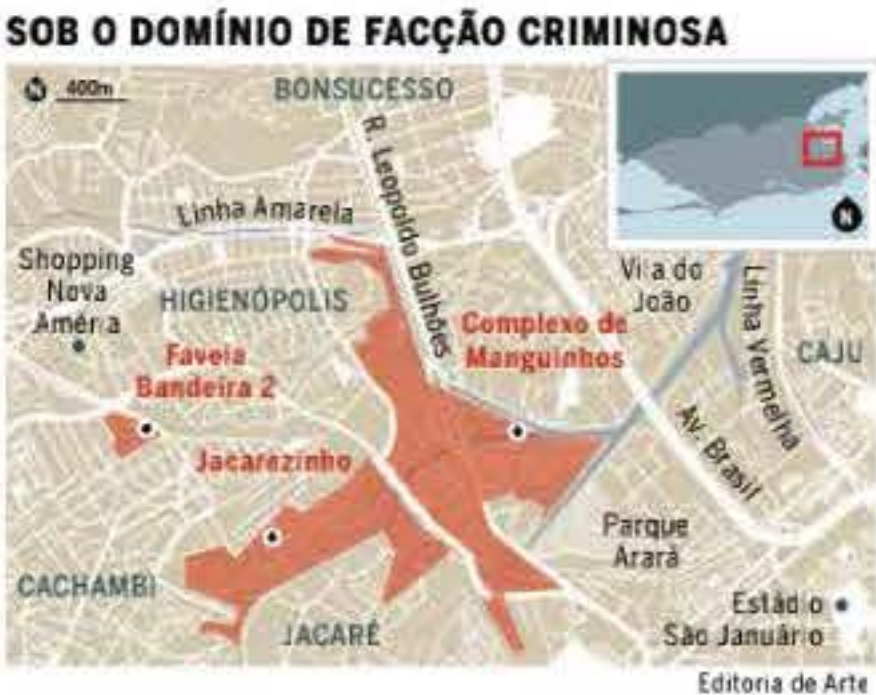 SOB O DOMÍNIO DE FACÇÃO CRIMINOSA
N 400m
BONSUCESSO
R. Leopoldo Bulhões
Linha Amarela
N
Shopping
Nova
América
HIGIENÓPOLIS
Vila do
João
Linha Vermelha
Complexo de
Manguinhos
CAJU
Favela
Bandeira 2
Av. Brasil
Jacarezinho
Parque
Arará
CACHAMBI
JACARÉ
Estádio
São Januário
Editoria de Arte